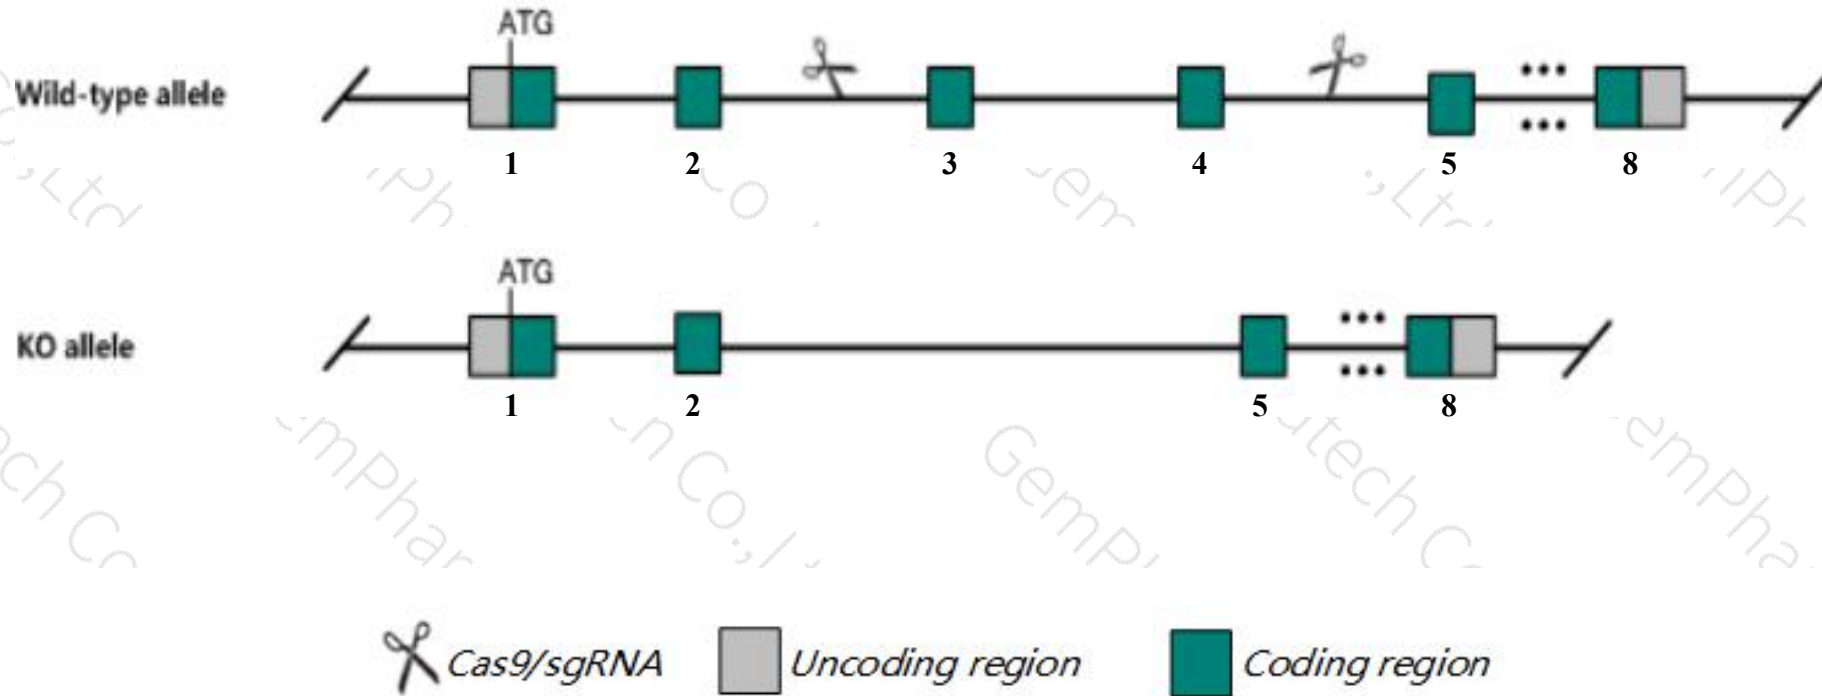 ATG
Wild-type allele
1 2 3 4 5 8
ATG
KO allele
1 2 5 8
Cas9/sgRNA Uncoding region Coding region